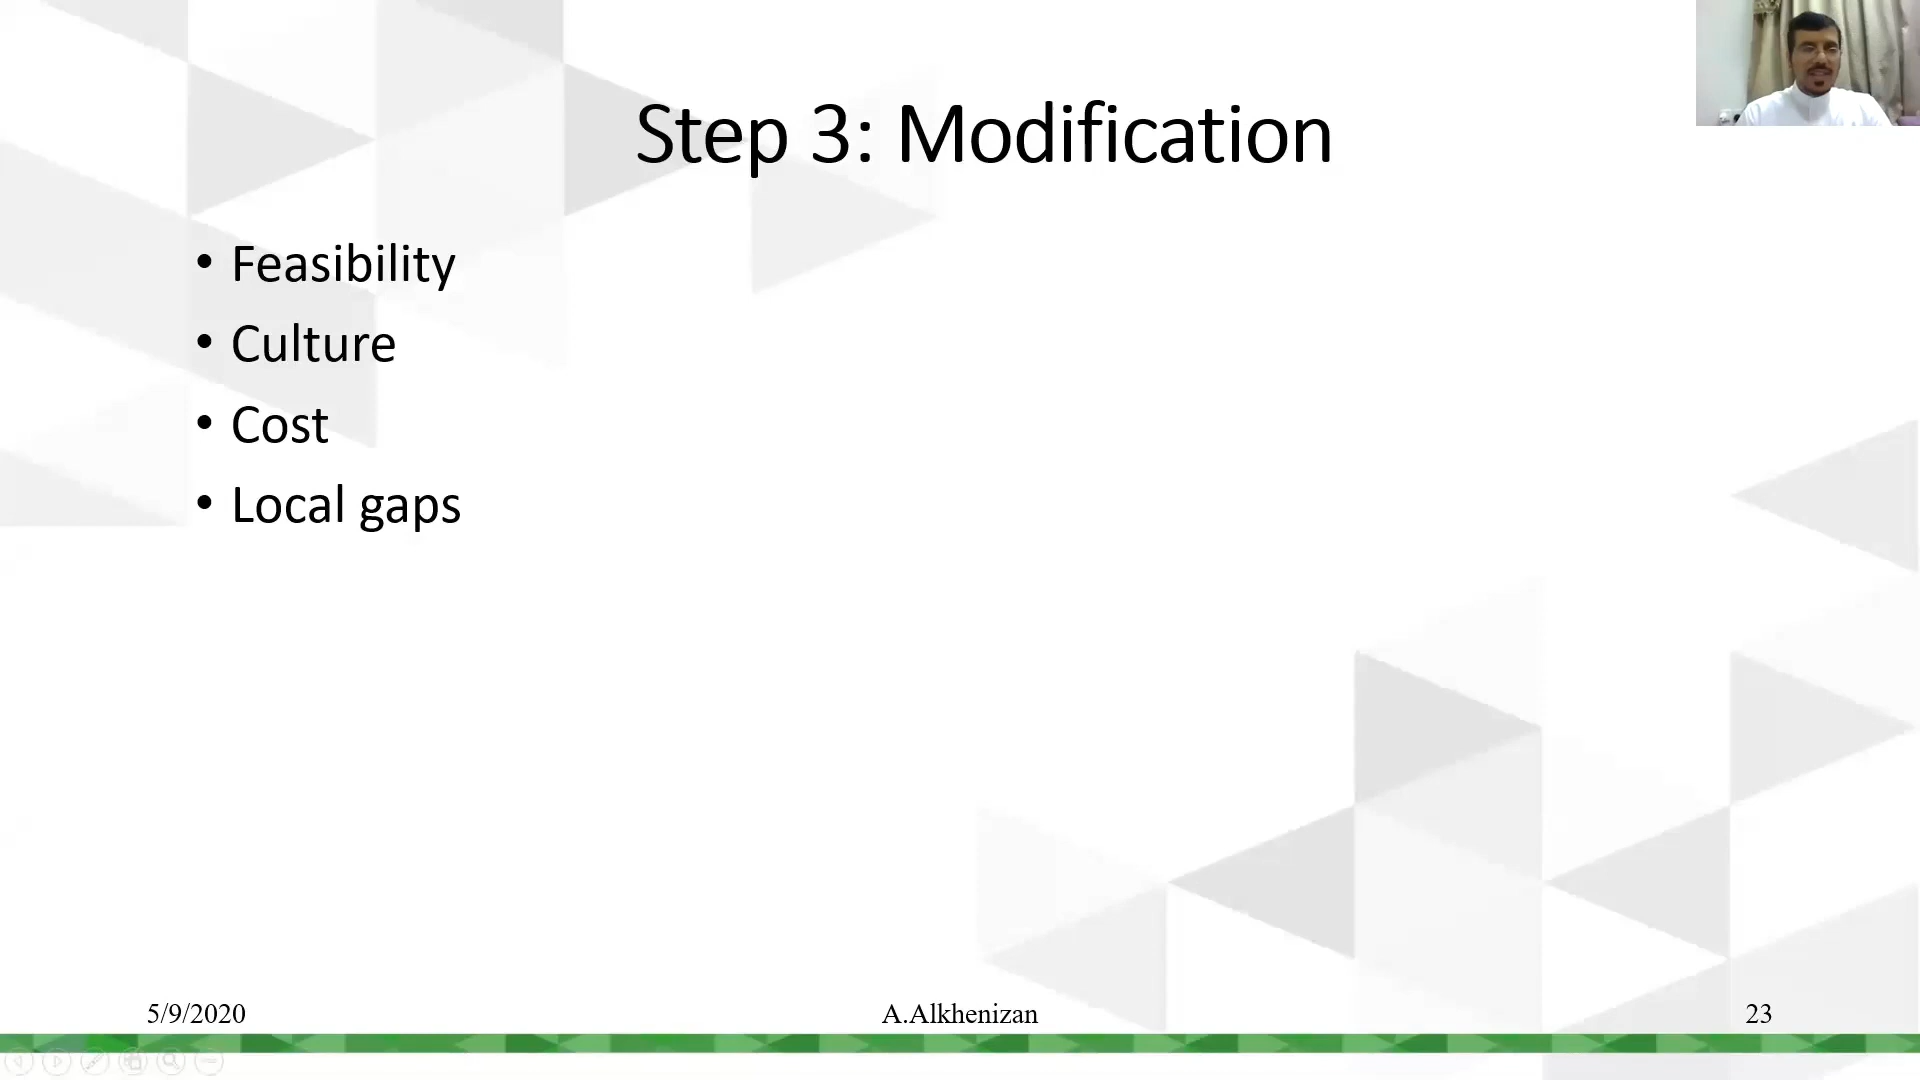 Step 3: Modification
• Feasibility
• Culture
• Cost
• Local gaps
5/9/2020
A.Alkhenizan
23